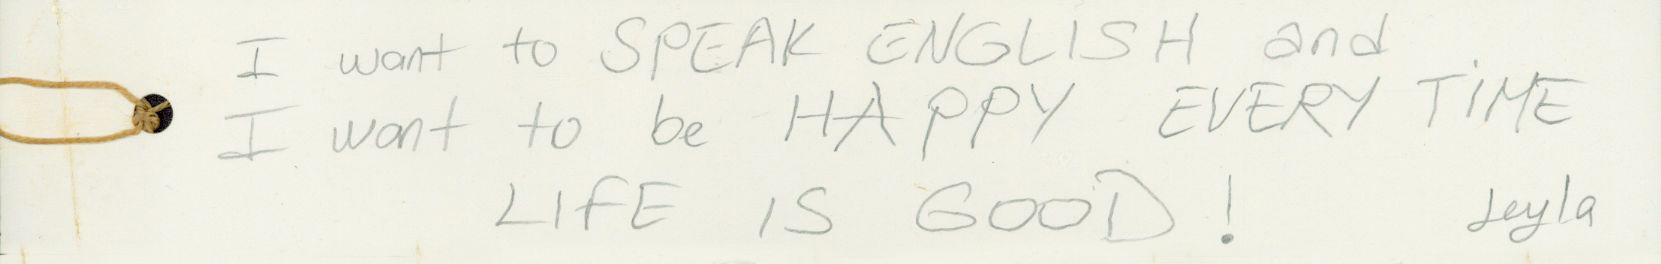 I want to SPEAK ENGLISH and
I want to be HAPPY EVERY TIME
LIFE IS GOOD!
Leyla